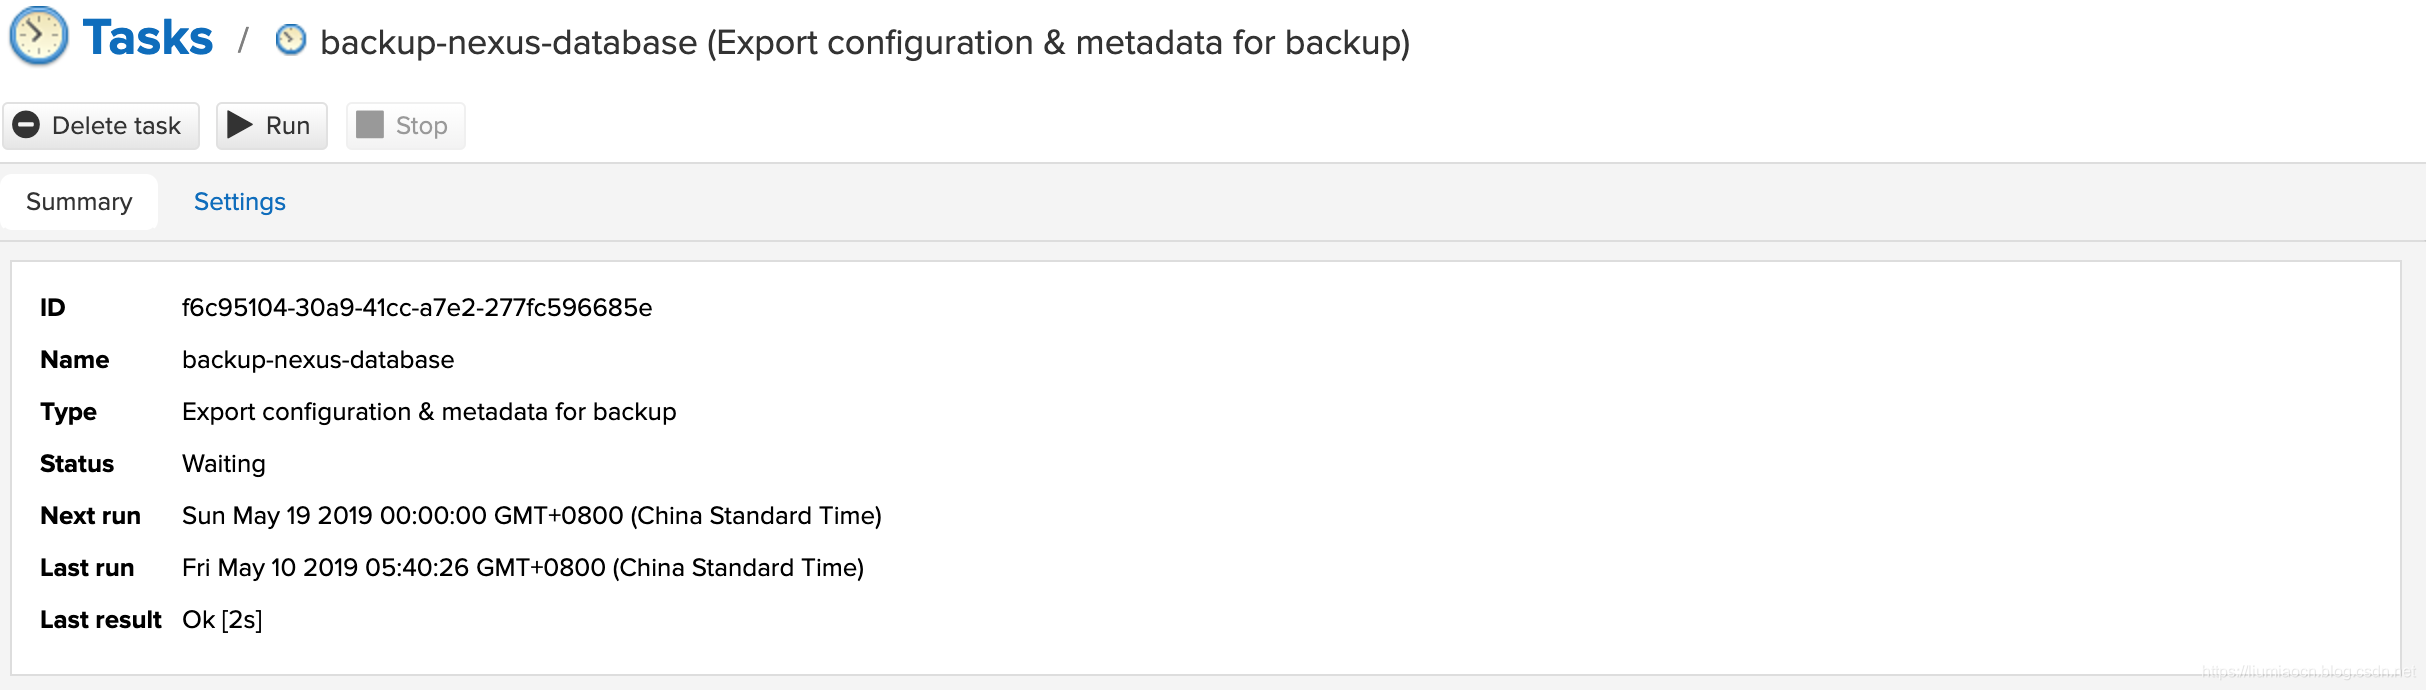 Tasks / backup-nexus-database (Export configuration & metadata for backup)
Delete task Run Stop
Summary Settings
ID f6c95104-30a9-41cc-a7e2-277fc596685e
Name backup-nexus-database
Type Export configuration & metadata for backup
Status Waiting
Next run Sun May 19 2019 00:00:00 GMT+0800 (China Standard Time)
Last run Fri May 10 2019 05:40:26 GMT+0800 (China Standard Time)
Last result Ok [2s]
https://liumiaocn.blog.csdn.net